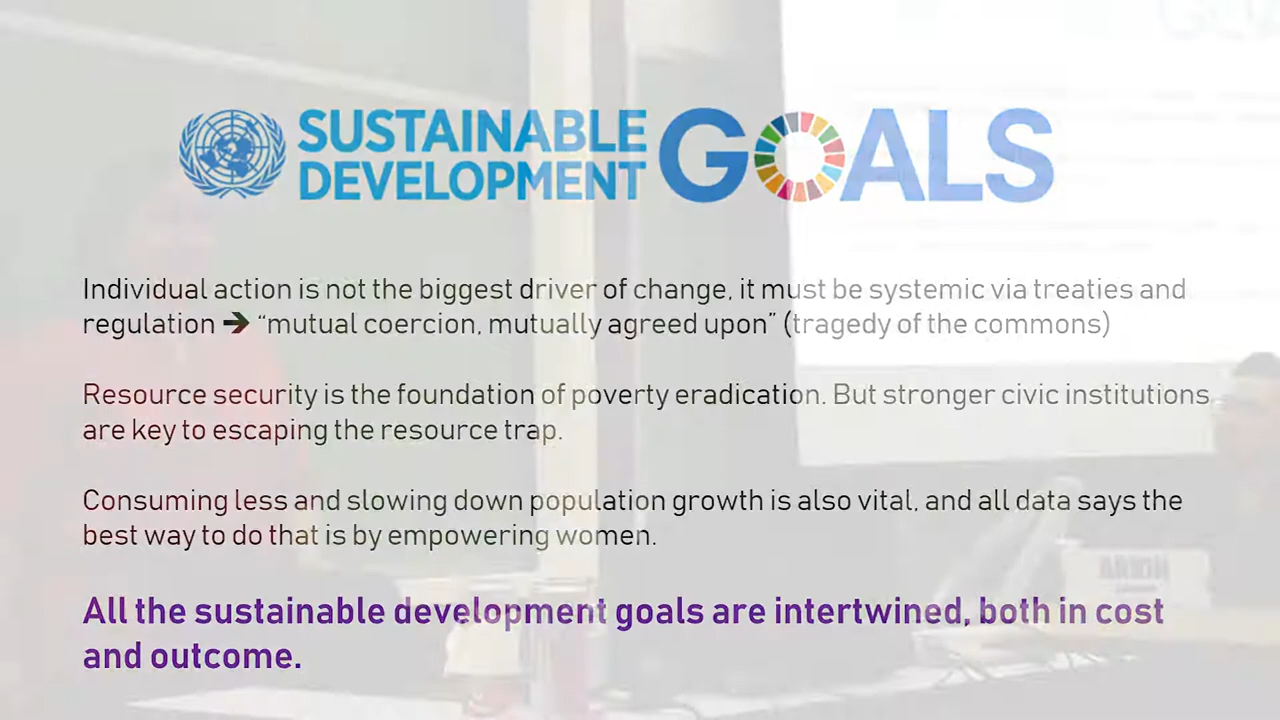 SUSTAINABLE
DEVELOPMENT
GOALS
Individual action is not the biggest driver of change, it must be systemic via treaties and
regulation ➔ “mutual coercion, mutually agreed upon” (tragedy of the commons)
Resource security is the foundation of poverty eradication. But stronger civic institutions
are key to escaping the resource trap.
Consuming less and slowing down population growth is also vital, and all data says the
best way to do that is by empowering women.
All the sustainable development goals are intertwined, both in cost
and outcome.